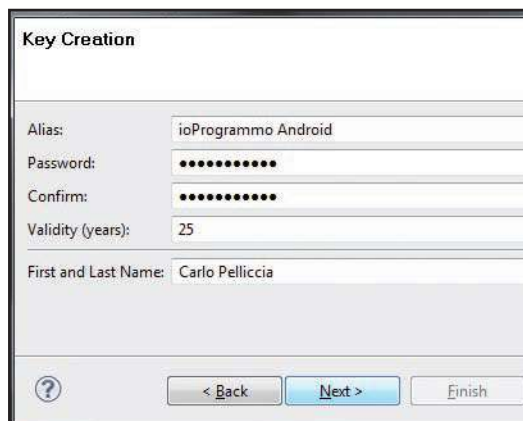 Key Creation
Alias: ioProgrammo Android
Password: ●●●●●●●●●●●
Confirm: ●●●●●●●●●●●
Validity (years): 25
First and Last Name: Carlo Pelliccia
? < Back Next > Finish